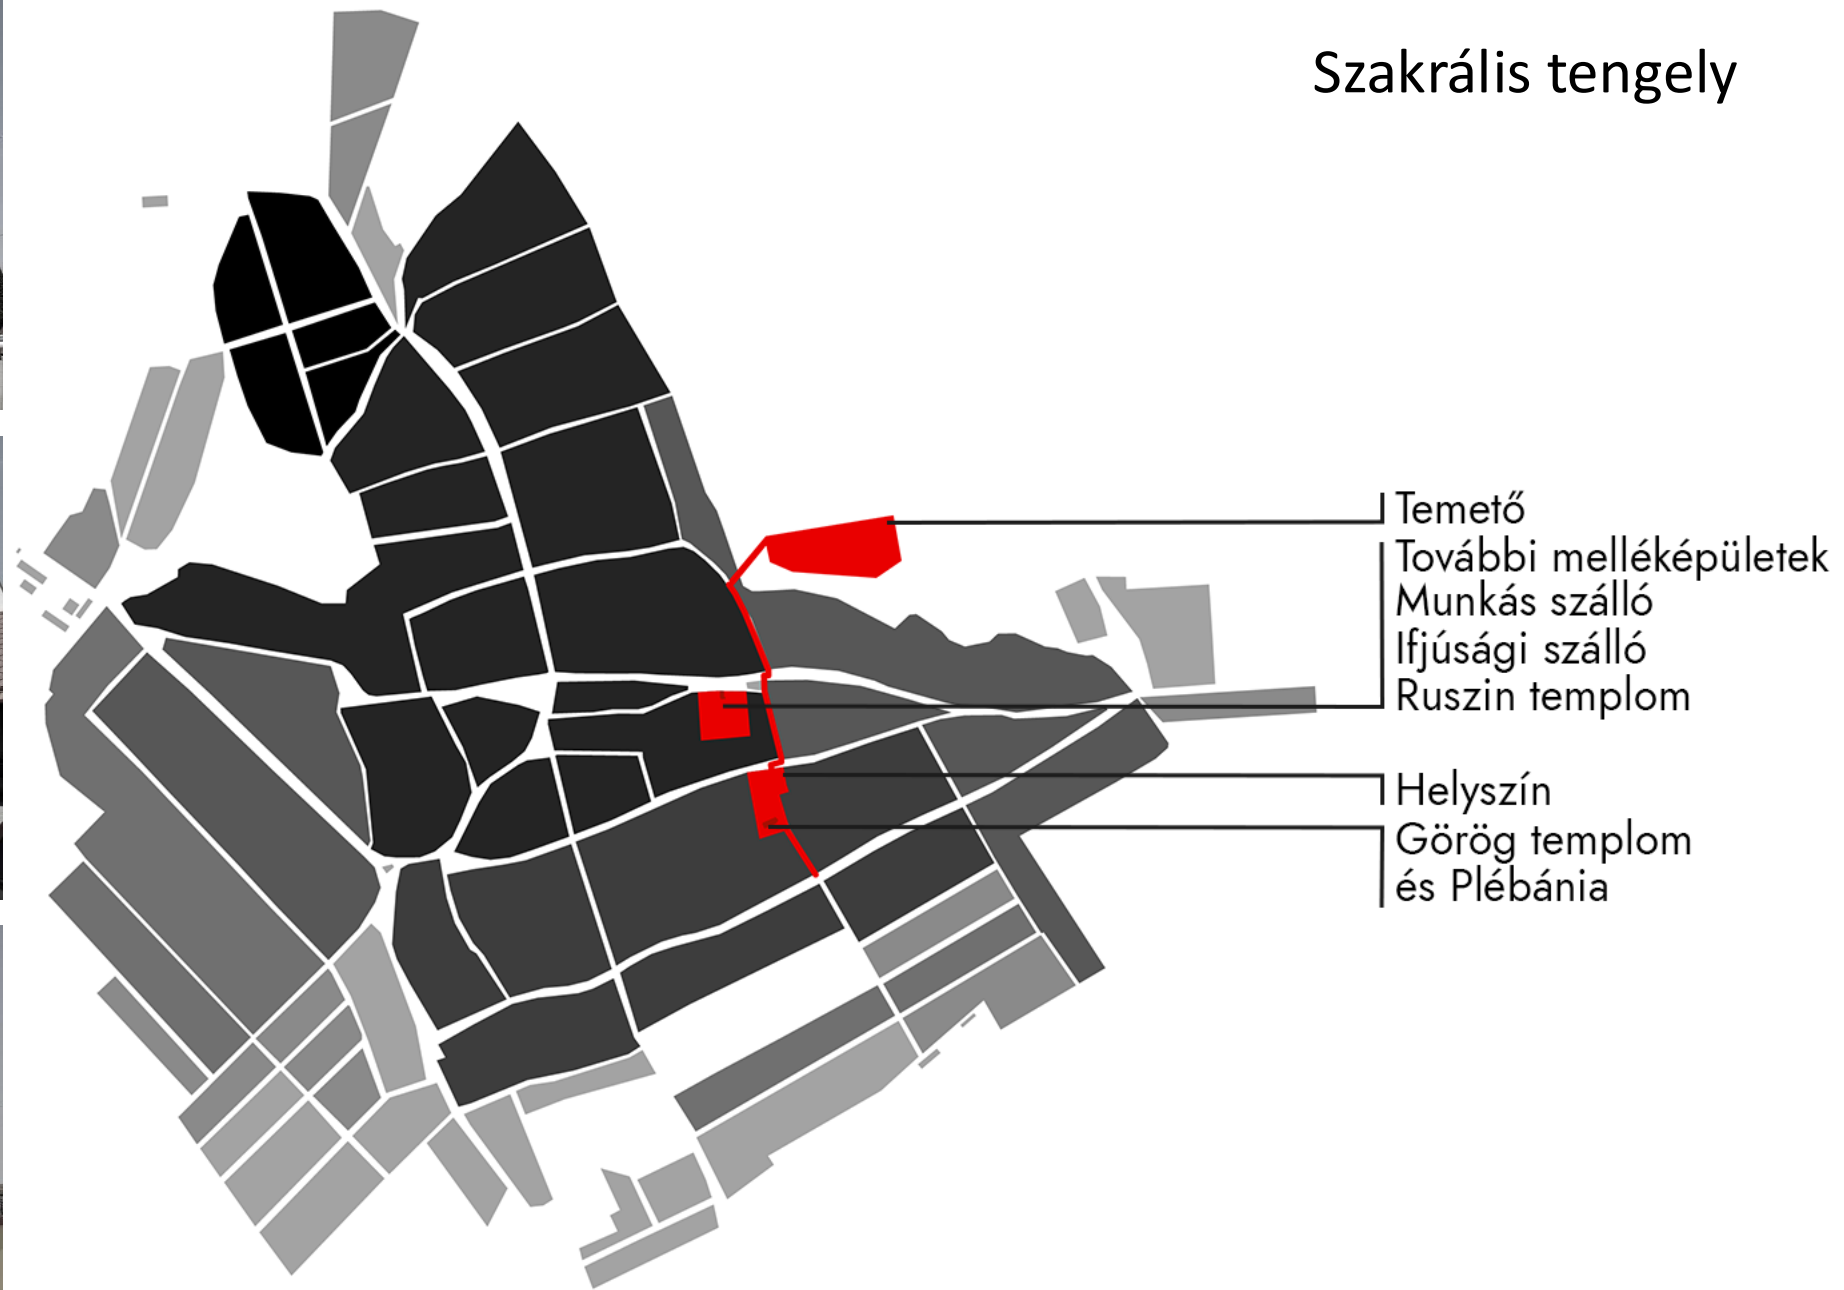 Szakrális tengely
Temető
További melléképületek
Munkás szálló
Ifjúsági szálló
Ruszin templom
Helyszín
Görög templom
és Plébánia